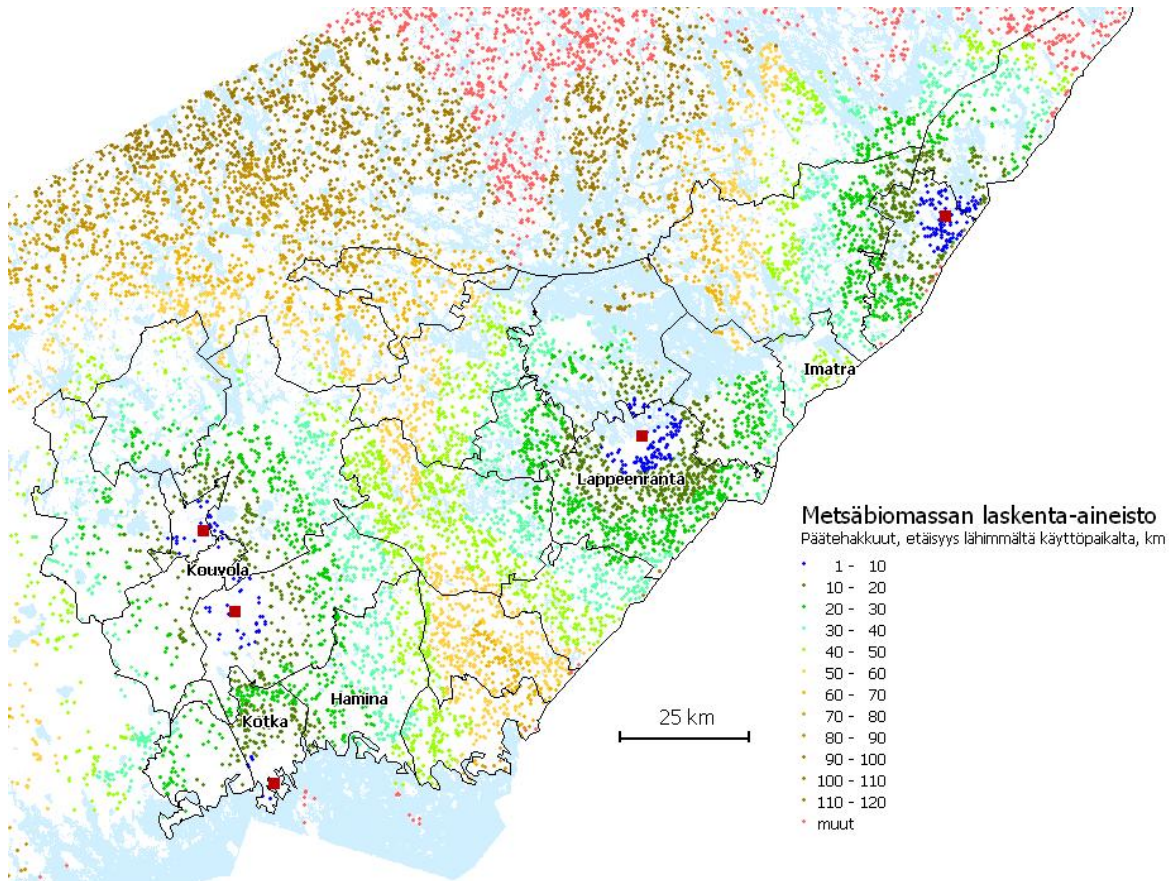 Imatra
Lappeenranta
Kouvola
Hamina
Kotka
25 km
Metsäbiomassan laskenta-aineisto
Päätehakkuut, etäisyys lähimmältä käyttöpaikalta, km
1 - 10
10 - 20
20 - 30
30 - 40
40 - 50
50 - 60
60 - 70
70 - 80
80 - 90
90 - 100
100 - 110
110 - 120
muut